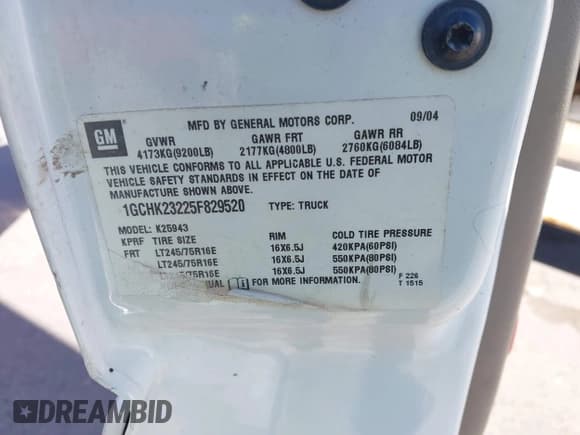 MFD BY GENERAL MOTORS CORP. 09/04
GM
GVWR GAWR FRT GAWR RR
4173KG(9200LB) 2177KG(4800LB) 2760KG(6084LB)
THIS VEHICLE CONFORMS TO ALL APPLICABLE U.S. FEDERAL MOTOR
VEHICLE SAFETY STANDARDS IN EFFECT ON THE DATE OF
MANUFACTURE SHOWN ABOVE.
1GCHK23225F829520 TYPE: TRUCK
MODEL: K25943
KPRF TIRE SIZE RIM COLD TIRE PRESSURE
FRT LT245/75R16E 16X6.5J 420KPA(60PSI)
LT245/75R16E 16X6.5J 550KPA(80PSI)
/75R16E 16X6.5J 550KPA(80PSI)
FOR MORE INFORMATION.
F 226
T 1515
DREAMBID